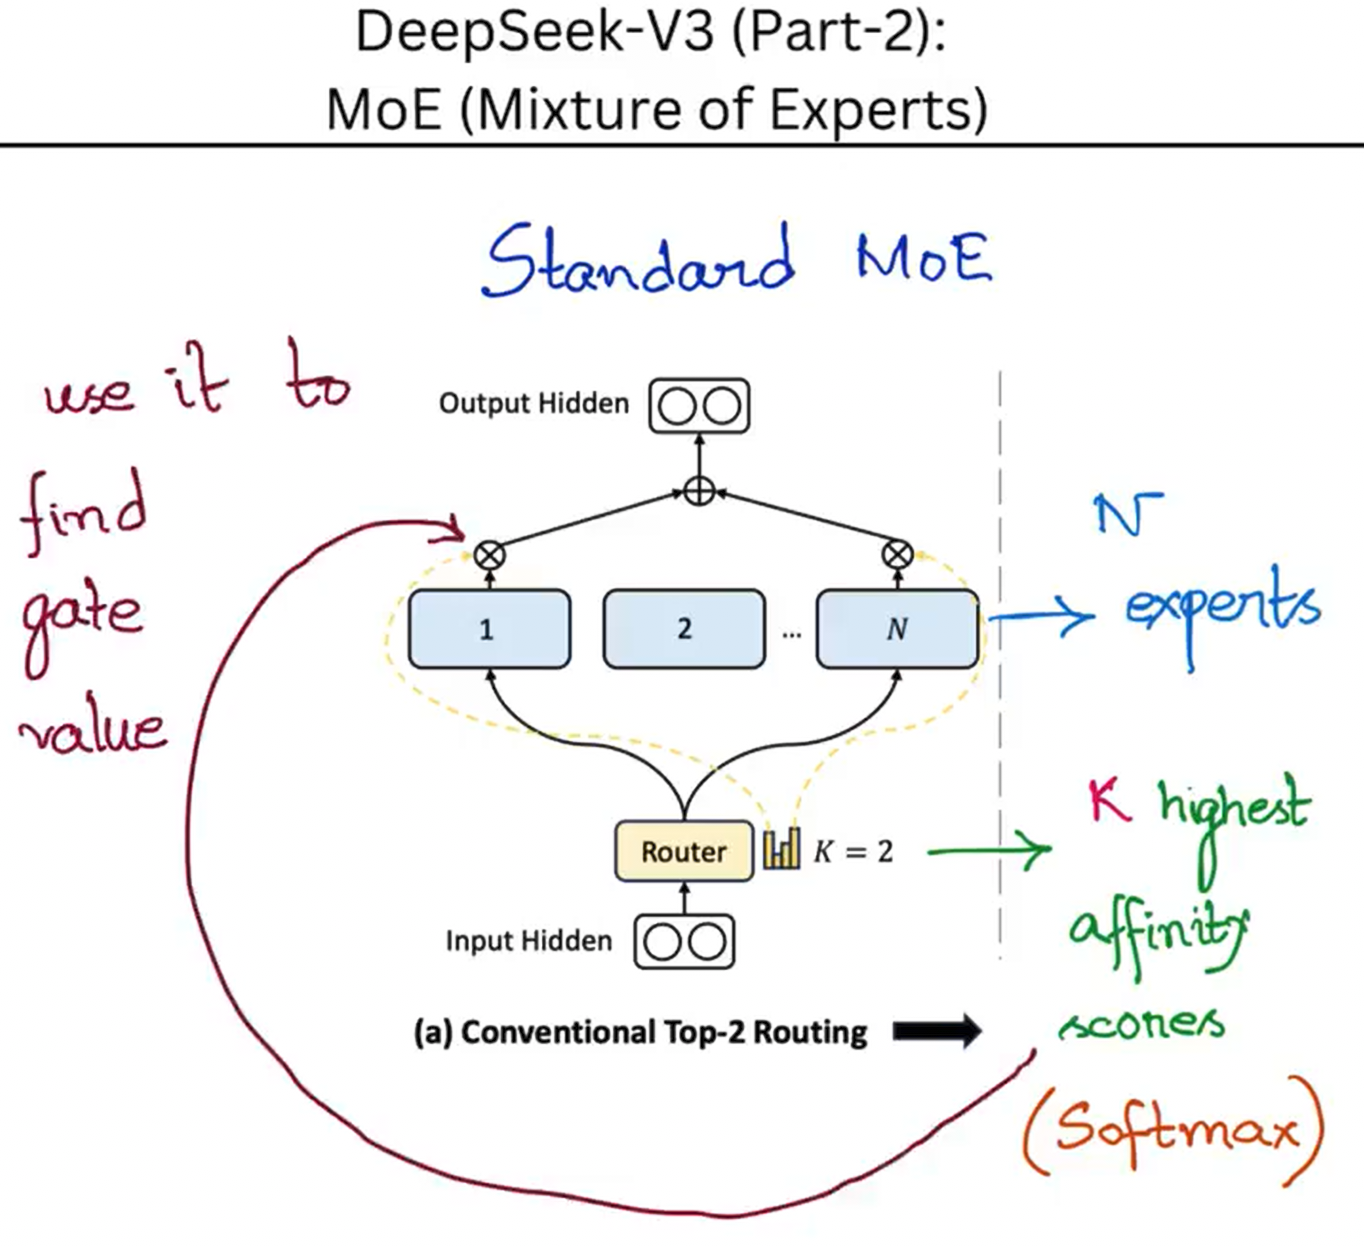 DeepSeek-V3 (Part-2):
MoE (Mixture of Experts)
Standard MoE
use it to
find
gate
value
Output Hidden
1
2
...
N
N
experts
Router
K = 2
K highest
affinity
scores
(Softmax)
Input Hidden
(a) Conventional Top-2 Routing